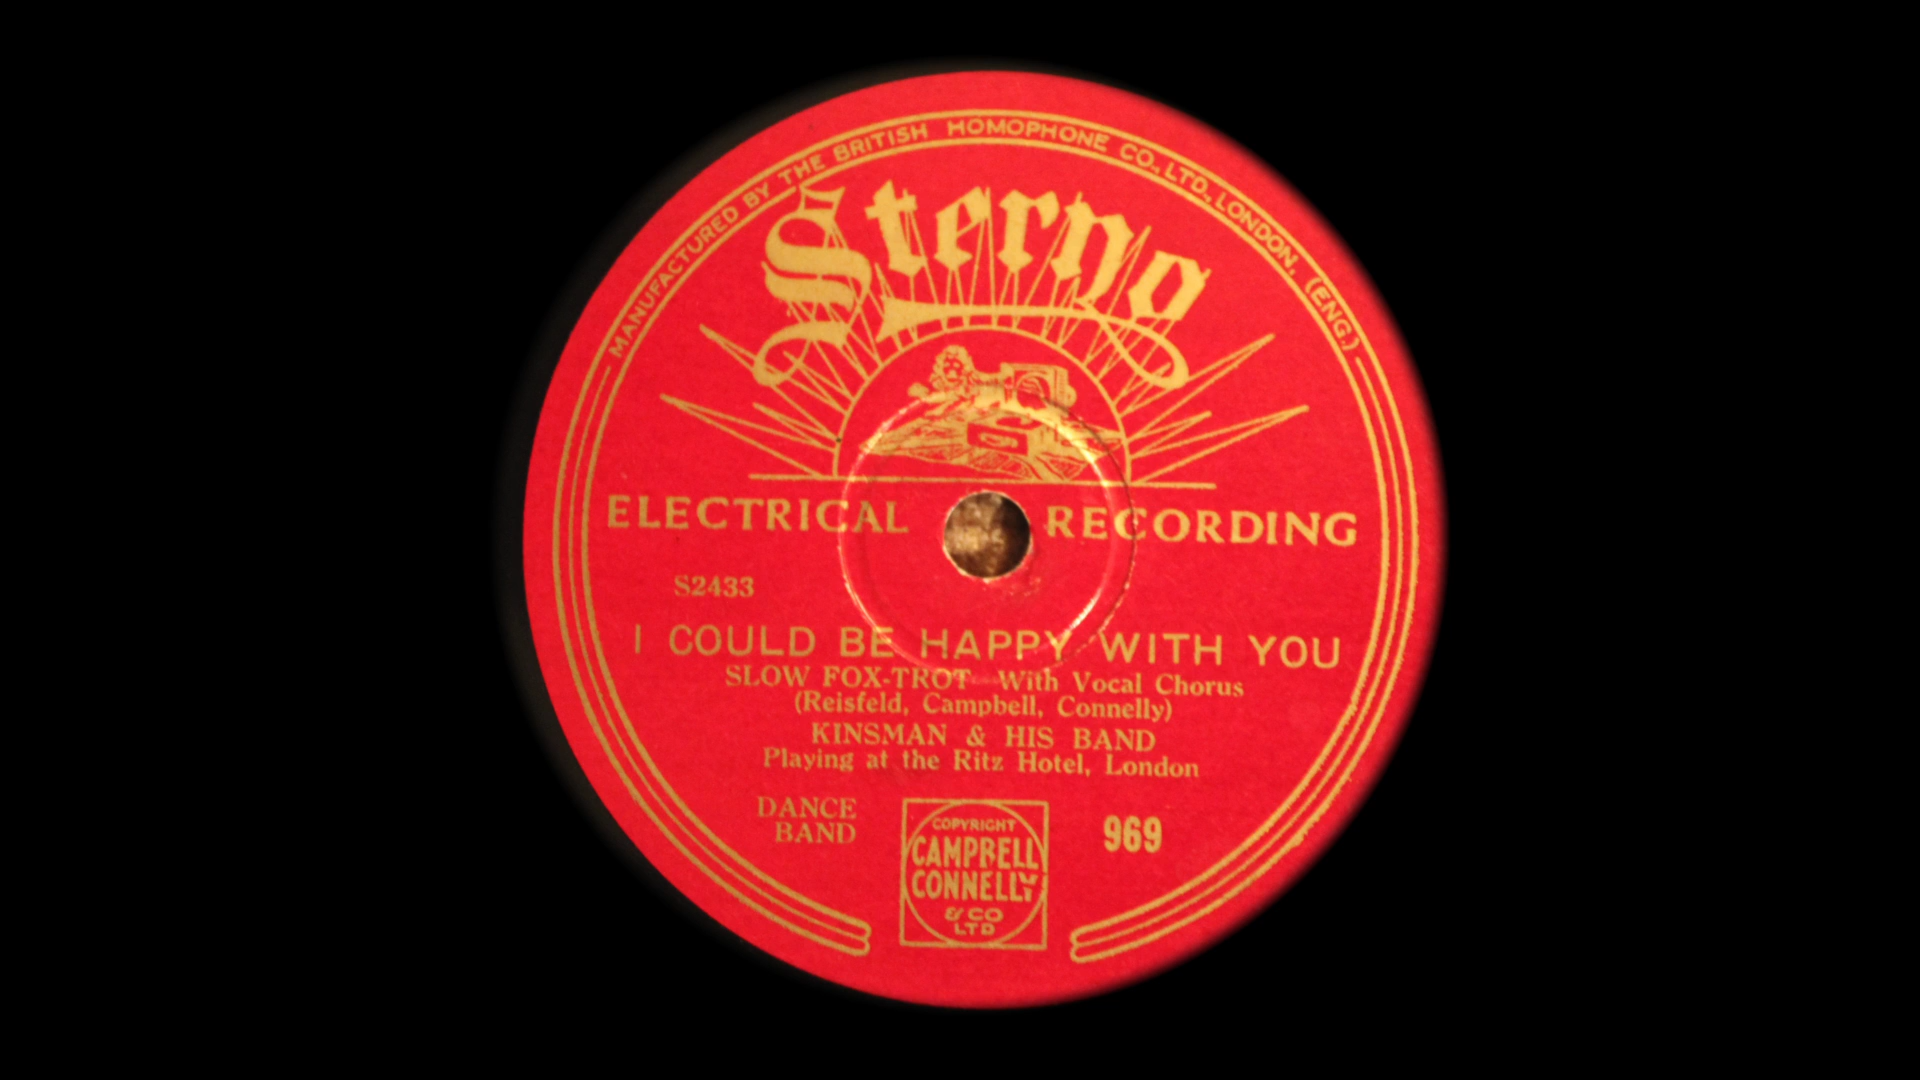 MANUFACTURED BY THE BRITISH HOMOPHONE CO., LTD., LONDON, (ENG.)
Sterno
ELECTRICAL RECORDING
S2433
I COULD BE HAPPY WITH YOU
SLOW FOX-TROT With Vocal Chorus
(Reisfeld, Campbell, Connelly)
KINSMAN & HIS BAND
Playing at the Ritz Hotel, London
DANCE
BAND
COPYRIGHT
CAMPBELL
CONNELLY
& CO
LTD
969